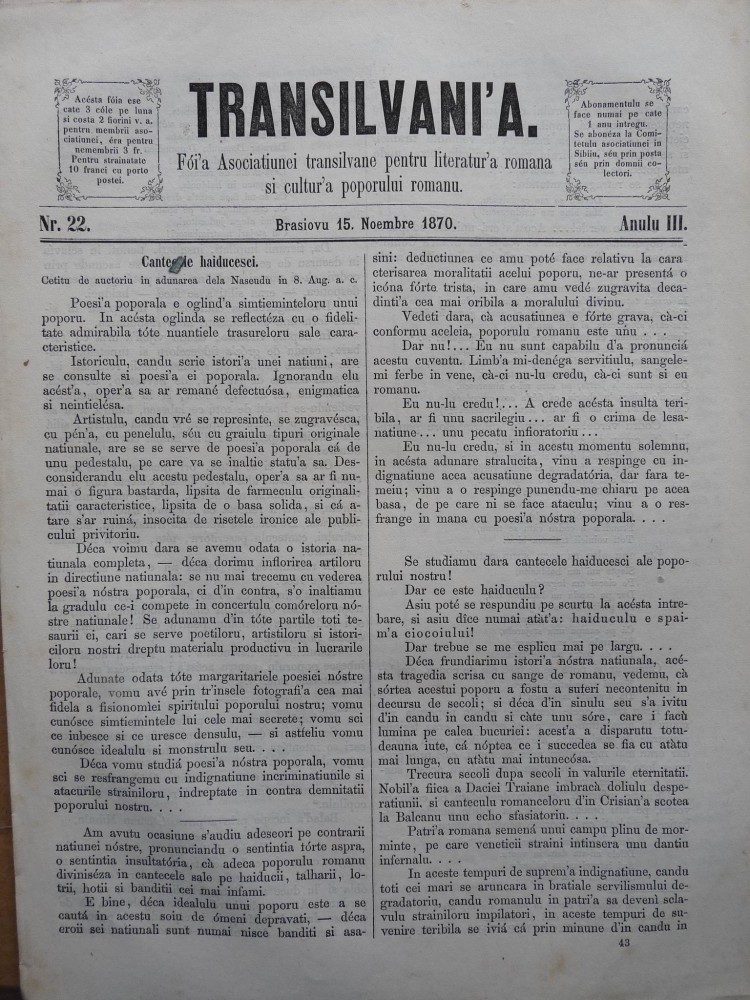 Acésta fóia ese
cate 3 cóle pe luna
si costa 2 fiorini v. a.
pentru membrii aso-
ciatiunei, éra pentru
nemembrii 3 fr.
Pentru strainatate
10 franci cu porto
postei.
TRANSILVANI'A.
Fói'a Asociatiunei transilvane pentru literatur'a romana
si cultur'a poporului romanu.
Abonamentulu se
face numai pe cate
1 anu intregu.
Se abonéza la Comi-
tetulu asociatiunei in
Sibiiu, séu prin posta
séu prin domnii co-
lectori.
Nr. 22.
Brasiovu 15. Noembre 1870.
Anulu III.
Cantecele haiducesci.
Cetitu de auctoriu in adunarea dela Naseudu in 8. Aug. a. c.
Poesi'a poporala e oglind'a simtieminteloru unui
poporu. In acésta oglinda se reflectéza cu o fideli-
tate admirabila tóte nuantiele trasureloru sale cara-
cteristice.
Istoriculu, candu scrie istori'a unei natiuni, are
se consulte si poesi'a ei poporala. Ignorandu elu
acést'a, oper'a sa ar remané defectuósa, enigmatica
si neintielésa.
Artistulu, candu vré se represinte, se zugravésca,
cu pén'a, cu penelulu, séu cu graiulu tipuri originale
natiunale, are se se serve de poesi'a poporala cá de
unu pedestalu, pe care va se inaltie statu'a sa. Des-
considerandu elu acestu pedestalu, oper'a sa ar fi nu-
mai o figura bastarda, lipsita de farmeculu originali-
tatii caracteristice, lipsita de o basa solida, si cá a-
tare s'ar ruiná, insocita de risetele ironice ale publi-
cului privitoriu.
Déca voimu dara se avemu odata o istoria na-
tiunala completa, — déca dorimu inflorirea artiloru
in directiune natiunala: se nu mai trecemu cu vederea
poesi'a nóstra poporala, ci d'in contra, s'o inaltiamu
la gradulu ce-i compete in concertulu comóreloru nó-
stre natiunale! Se adunamu d'in tóte partile toti te-
saurii ei, cari se serve poetiloru, artistiloru si istori-
ciloru nostri dreptu materialu productivu in lucrarile
loru!
Adunate odata tóte margaritariele poesiei nóstre
poporale, vomu avé prin tr'insele fotografi'a cea mai
fidela a fisionomiei spiritului poporului nostru; vomu
cunósce simtiemintele lui cele mai secrete; vomu sci
ce iubesce si ce uresce densulu, — si astfeliu vomu
cunósce idealulu si monstrulu seu. . . .
Déca vomu studiá poesi'a nóstra poporala, vomu
sci se resfrangemu cu indignatiune incriminatiunile si
atacurile strainiloru, indreptate in contra demnitatii
poporului nostru. . . .
Am avutu ocasiune s'audiu adeseori pe contrarii
natiunei nóstre, pronunciandu o sentintia fórte aspra,
o sentintia insultatória, cà adeca poporulu romanu
diviniséza in cantecele sale pe haiducii, talharii, lo-
trii, hotii si banditii cei mai infami.
E bine, déca idealulu unui poporu este a se
cautá in acestu soiu de ómeni depravati, — déca
eroii sei natiunali sunt numai nisce banditi si asa-
sini: deductiunea ce amu poté face relativu la cara
cterisarea moralitatii acelui poporu, ne-ar presentá o
icóna fórte trista, in care amu vedé zugravita deca-
dinti'a cea mai oribila a moralului divinu.
Vedeti dara, cà acusatiunea e fórte grava, cà-ci
conformu aceleia, poporulu romanu este unu . . .
Dar nu!... Eu nu sunt capabilu d'a pronunciá
acestu cuventu. Limb'a mi-denéga servitiulu, sangele-
mi ferbe in vene, cà-ci nu-lu credu, cà-ci sunt si eu
romanu.
Eu nu-lu credu!... A crede acésta insulta teri-
bila, ar fi unu sacrilegiu... ar fi o crima de lesa-
natiune... unu pecatu infioratoriu...
Eu nu-lu credu, si in acestu momentu solemnu,
in acésta adunare stralucita, vinu a respinge cu in-
dignatiune acea acusatiune degradatória, dar fara te-
meiu; vinu a o respinge punendu-me chiaru pe acea
basa, de pe care ni se face ataculu; vinu a o res-
frange in mana cu poesi'a nóstra poporala. . . .
Se studiamu dara cantecele haiducesci ale popo-
rului nostru!
Dar ce este haiduculu?
Asiu poté se respundiu pe scurtu la acésta intre-
bare, si asiu dîce numai atàt'a: haiduculu e spai-
m'a ciocoiului!
Dar trebue se me esplicu mai pe largu. . . .
Déca frundiarimu istori'a nóstra natiunala, acé-
sta tragedia scrisa cu sange de romanu, vedemu, cà
sórtea acestui poporu a fostu a suferi necontenitu in
decursu de secoli; si déca d'in sinulu seu s'a ivitu
d'in candu in candu si càte unu sóre, care i facù
lumina pe calea bucuriei: acest'a a disparutu totu-
deauna iute, cá nóptea ce i succedea se fia cu atàtu
mai lunga, cu atàtu mai intunecósa.
Trecura secoli dupa secoli in valurile eternitatii.
Nobil'a fiica a Daciei Traiane imbracà doliulu despe-
ratiunii, si canteculu romanceloru d'in Crisian'a scotea
la Balcanu unu echo sfasiatoriu. . . .
Patri'a romana semená unui campu plinu de mor-
minte, pe care veneticii straini intinsera unu dantiu
infernalu. . . .
In aceste tempuri de suprem'a indignatiune, candu
toti cei mari se aruncara in bratiale servilismului de-
gradatoriu, candu romanulu in patri'a sa deveni scla-
vulu strainiloru impilatori, in aceste tempuri de su-
venire teribila se iviá cá prin minune d'in candu in
43